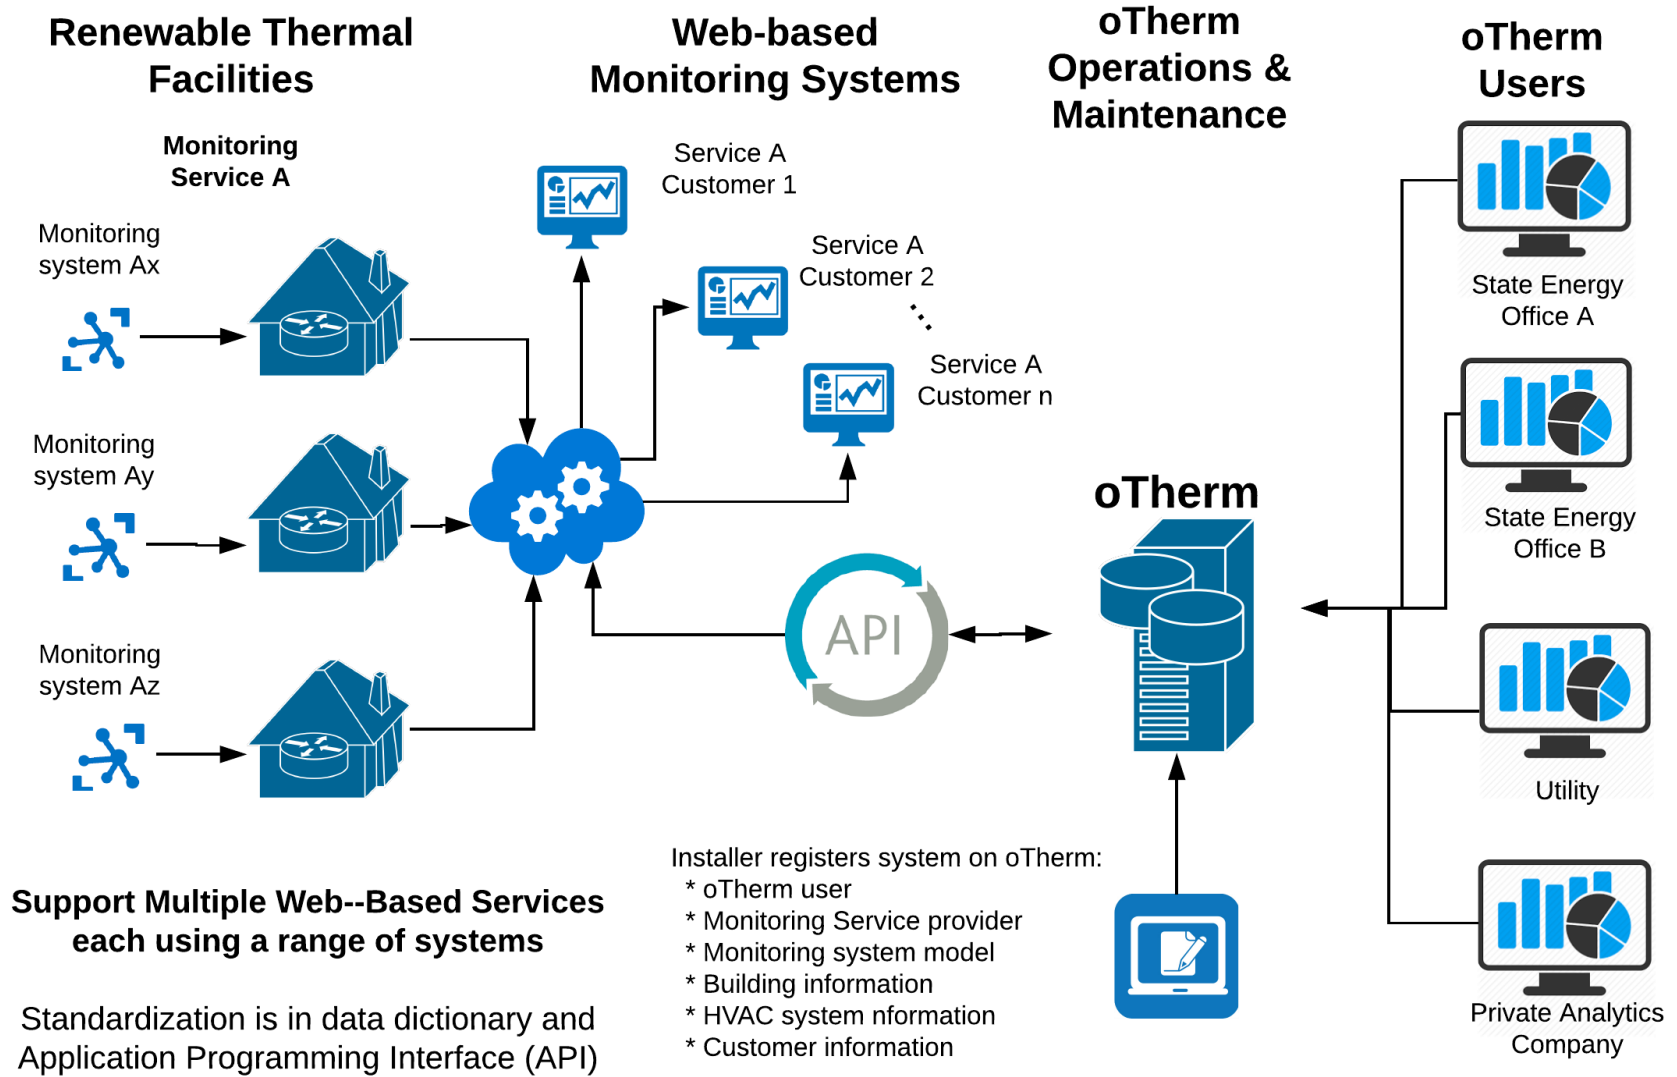 Renewable Thermal
Facilities
Web-based
Monitoring Systems
oTherm
Operations &
Maintenance
oTherm
Users
Monitoring
Service A
Monitoring
system Ax
Monitoring
system Ay
Monitoring
system Az
Service A
Customer 1
Service A
Customer 2
Service A
Customer n
API
oTherm
State Energy
Office A
State Energy
Office B
Utility
Private Analytics
Company
Support Multiple Web--Based Services
each using a range of systems
Standardization is in data dictionary and
Application Programming Interface (API)
Installer registers system on oTherm:
* oTherm user
* Monitoring Service provider
* Monitoring system model
* Building information
* HVAC system nformation
* Customer information